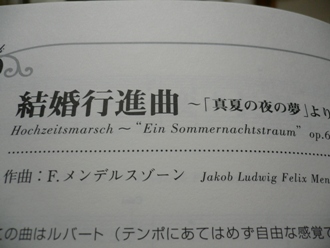 結婚行進曲 ～「真夏の夜の夢」より
Hochzeitsmarsch ～ "Ein Sommernachtstraum" op.6
作曲：F.メンデルスゾーン Jakob Ludwig Felix Men
の曲はルバート（テンポにあてはめず自由な感覚で